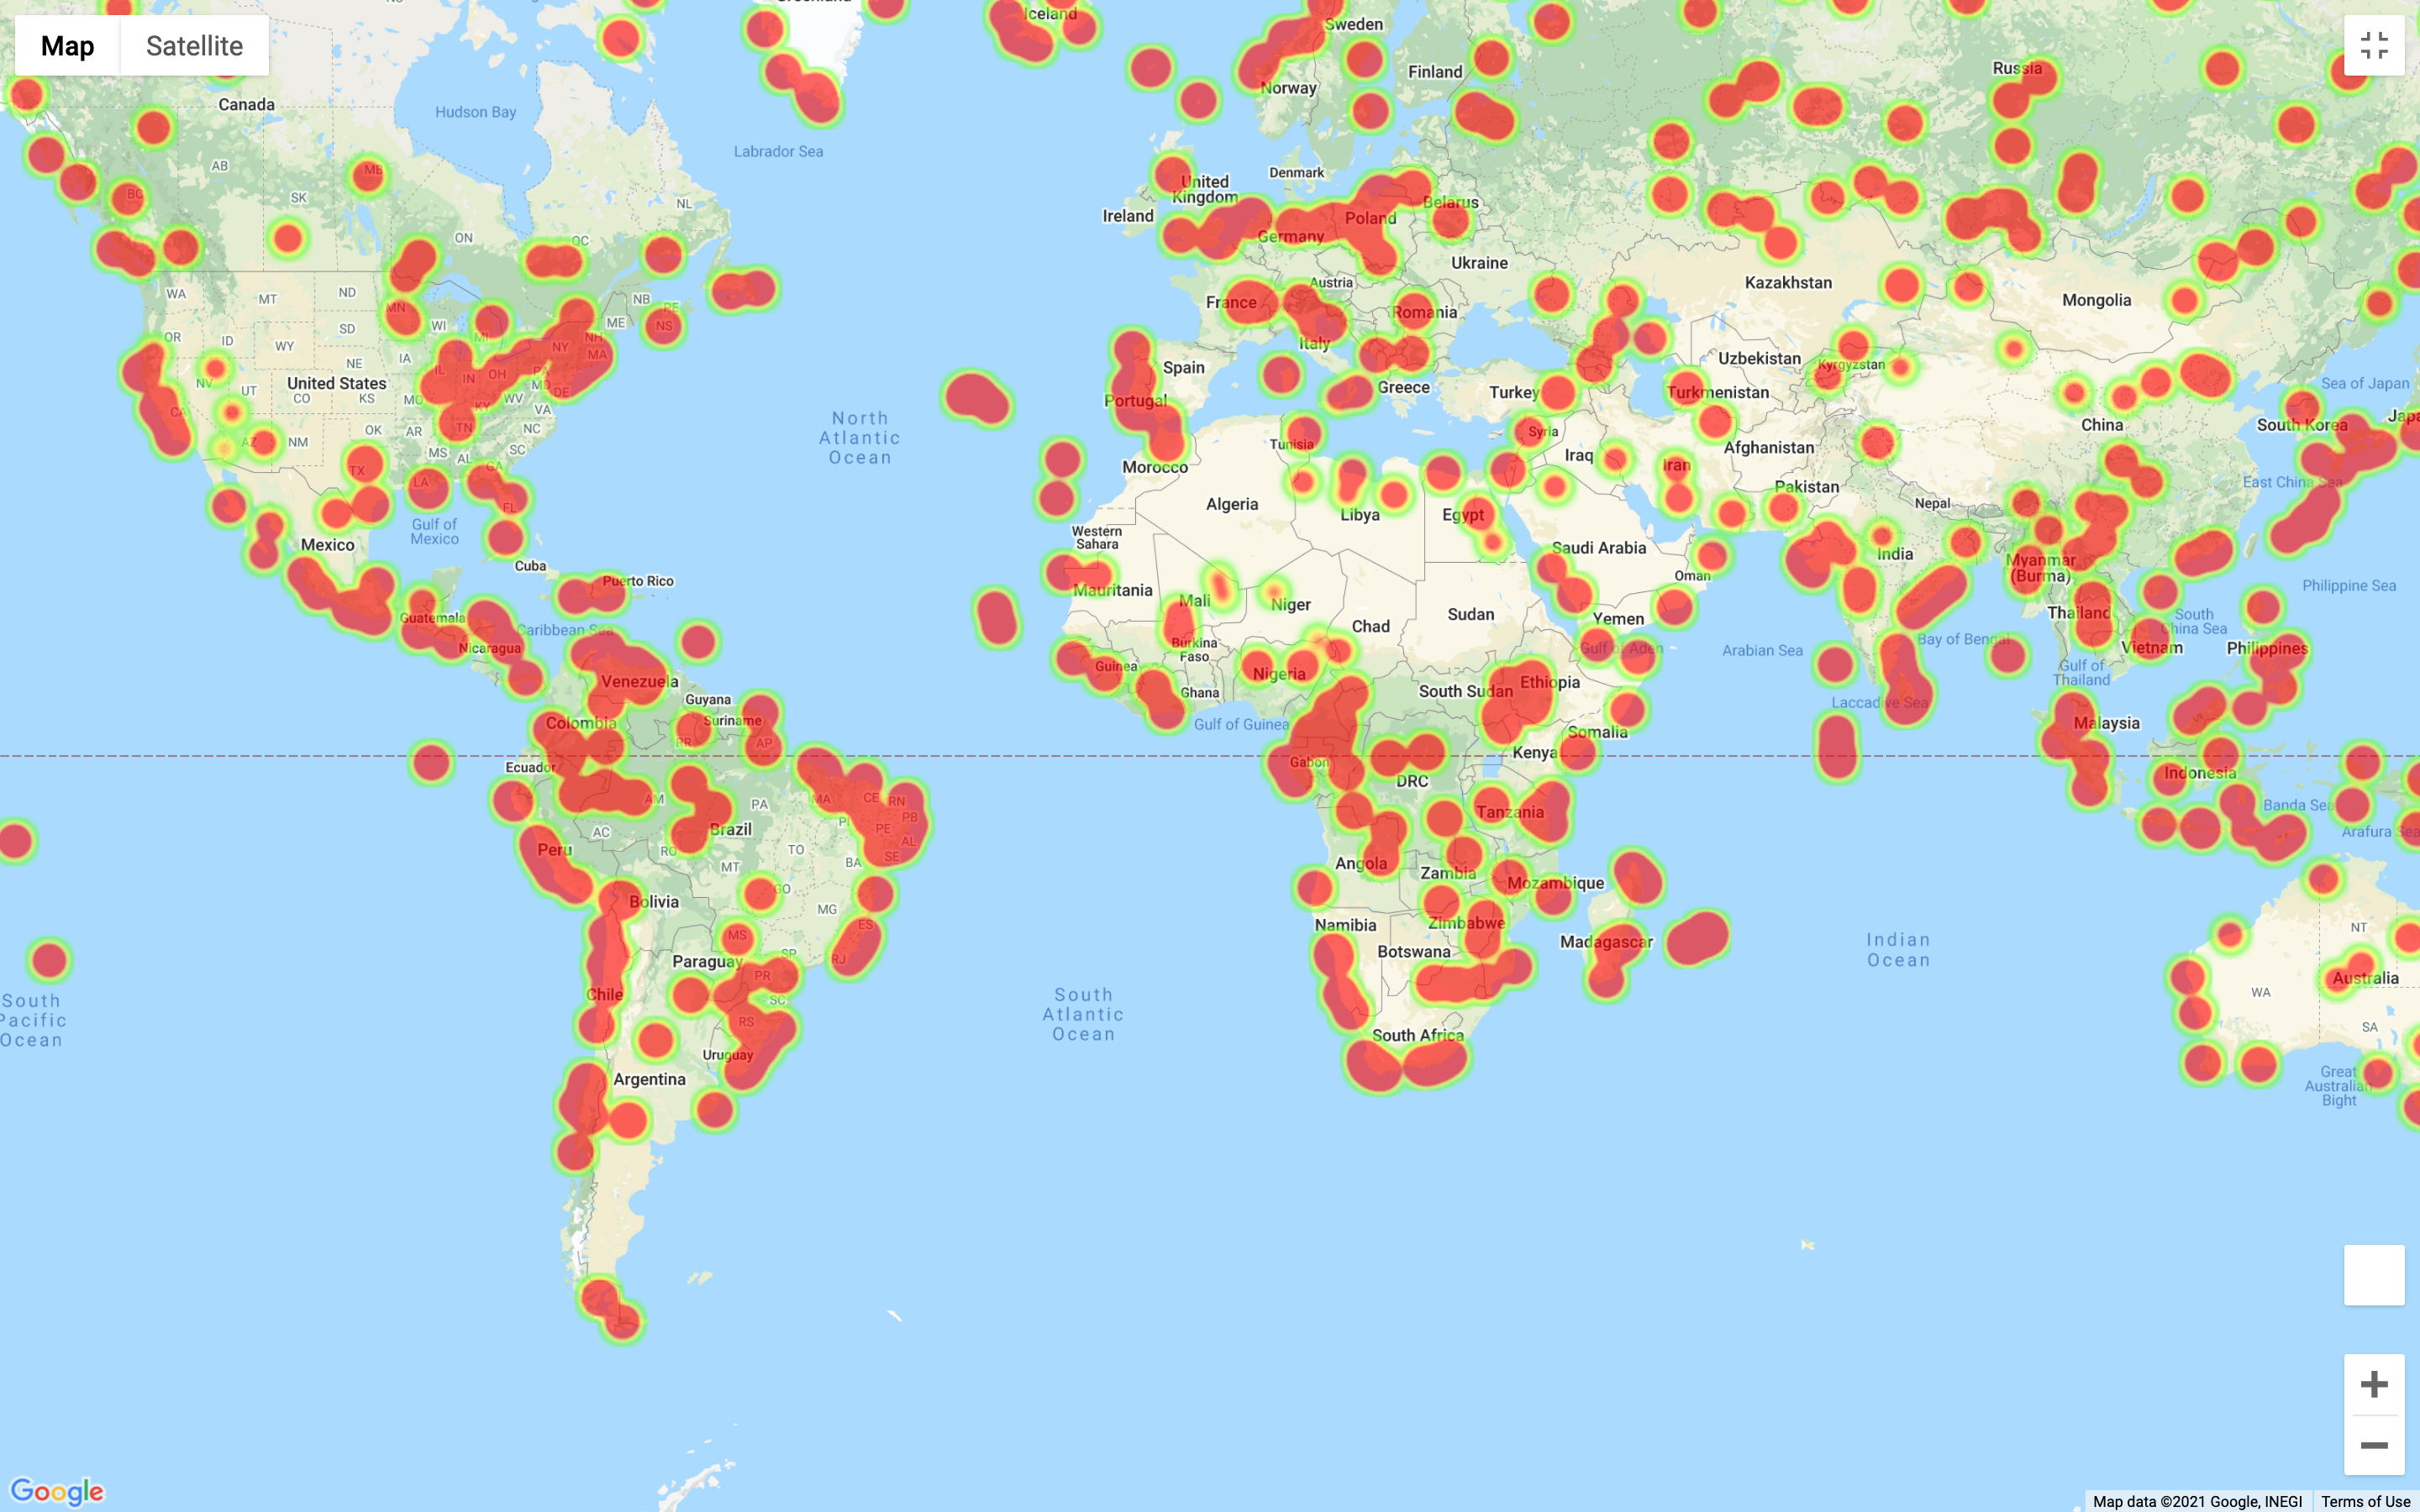 Map
Satellite
Greenland
Iceland
Sweden
Finland
Norway
Russia
Canada
Hudson Bay
Labrador Sea
AB
MB
SK
BC
NL
ON
QC
Denmark
United
Kingdom
Ireland
Belarus
Poland
Germany
Ukraine
Kazakhstan
Mongolia
WA
MT
ND
MN
NB
PE
NS
ME
Austria
France
Romania
OR
ID
SD
WI
MI
NH
NY
MA
Italy
WY
NV
NE
IA
IL
IN
OH
PA
MD
DE
United States
UT
CO
KS
MO
KY
WV
VA
CA
Spain
Portugal
Greece
Turkey
Uzbekistan
Kyrgyzstan
Turkmenistan
Sea of Japan
China
South Korea
Japa
North
Atlantic
Ocean
AZ
NM
OK
AR
TN
NC
SC
MS
AL
GA
TX
LA
FL
Tunisia
Syria
Morocco
Iraq
Iran
Afghanistan
Pakistan
East China Sea
Algeria
Libya
Egypt
Nepal
Gulf of
Mexico
Mexico
Western
Sahara
Saudi Arabia
India
Cuba
Puerto Rico
Mauritania
Mali
Niger
Oman
Myanmar
(Burma)
Philippine Sea
Guatemala
Caribbean Sea
Nicaragua
Chad
Sudan
Yemen
Thailand
South
China Sea
Burkina
Faso
Guinea
Gulf of Aden
Arabian Sea
Bay of Bengal
Vietnam
Philippines
Gulf of
Thailand
Venezuela
Guyana
Suriname
Nigeria
Ghana
South Sudan
Ethiopia
Laccadive Sea
Colombia
RR
AP
Gulf of Guinea
Somalia
Malaysia
Ecuador
Gabon
DRC
Kenya
Indonesia
AM
PA
MA
CE
RN
PB
PI
PE
AL
SE
Tanzania
Banda Sea
Arafura Sea
AC
Brazil
Peru
RO
TO
MT
BA
Angola
Zambia
Mozambique
Bolivia
GO
MG
ES
MS
SP
RJ
Namibia
Zimbabwe
Botswana
Madagascar
Indian
Ocean
NT
Paraguay
PR
SC
Chile
RS
South
Pacific
Ocean
South
Atlantic
Ocean
WA
Australia
SA
South Africa
Uruguay
Argentina
Great
Australian
Bight
Google
Map data ©2021 Google, INEGI
Terms of Use